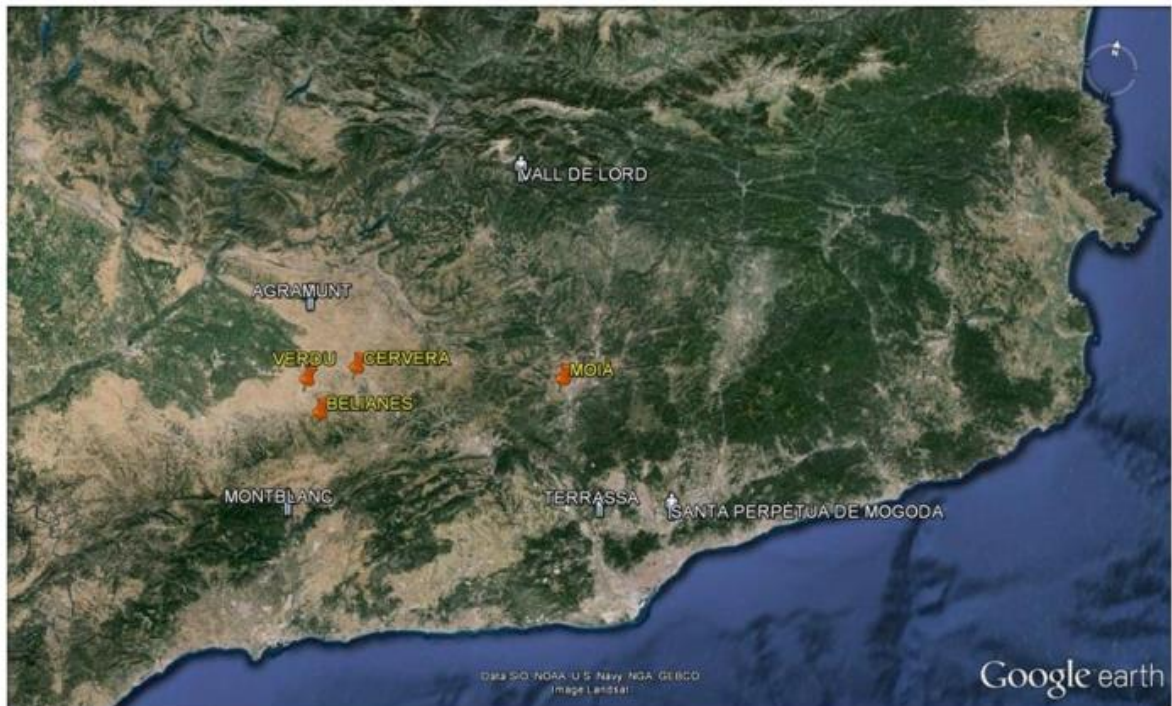 N
VALL DE LORD
AGRAMUNT
VERDU
CERVERA
MOIÀ
BELIANES
MONTBLANC
TERRASSA
SANTA PERPÉTUA DE MOGODA
Data SIO, NOAA, U.S. Navy, NGA, GEBCO
Image Landsat
Google earth